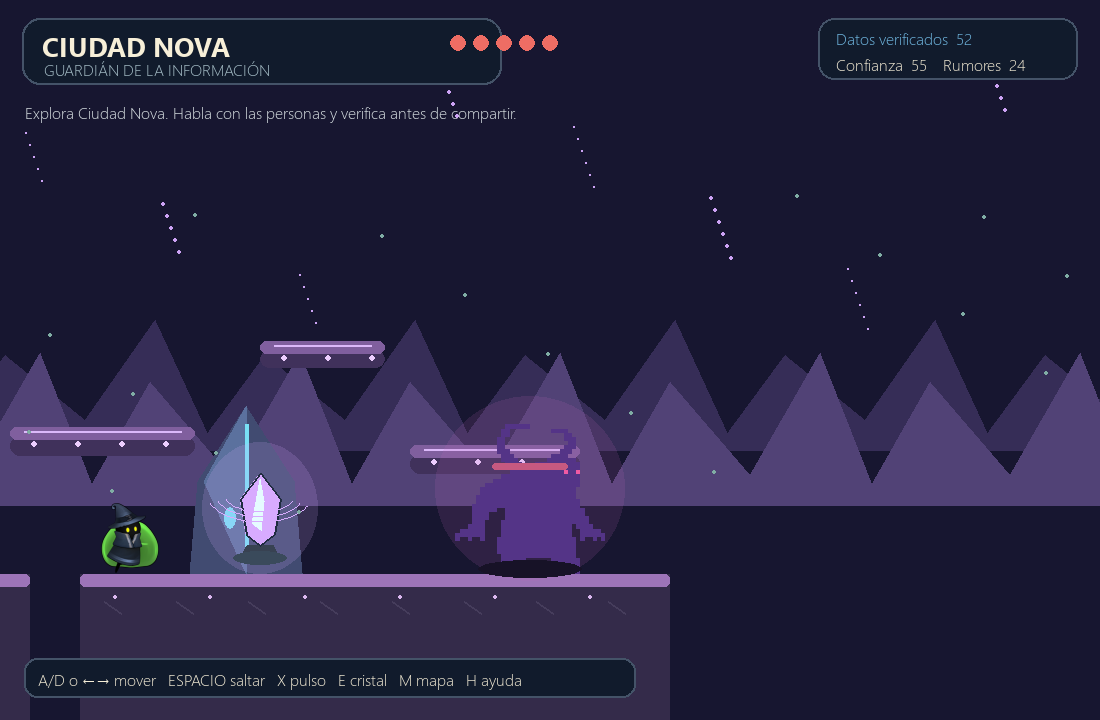 CIUDAD NOVA
GUARDIÁN DE LA INFORMACIÓN
Datos verificados 52
Confianza 55 Rumores 24
Explora Ciudad Nova. Habla con las personas y verifica antes de compartir.
A/D o ←→ mover ESPACIO saltar X pulso E cristal M mapa H ayuda